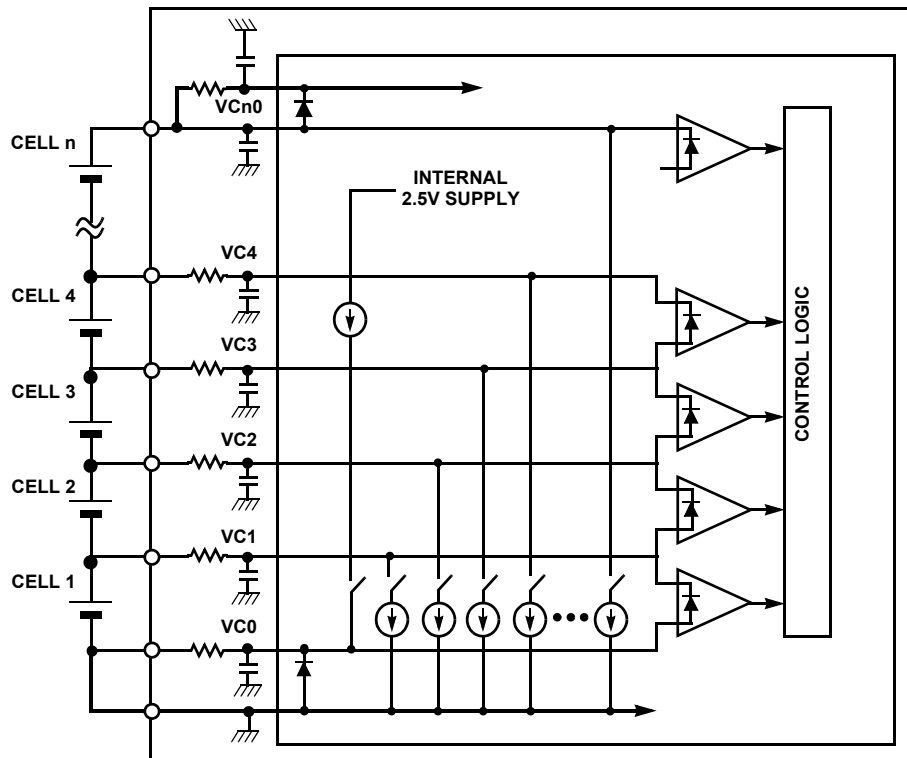 VCn0
CELL n
INTERNAL
2.5V SUPPLY
VC4
CELL 4
VC3
CELL 3
VC2
CELL 2
VC1
CELL 1
VC0
CONTROL LOGIC